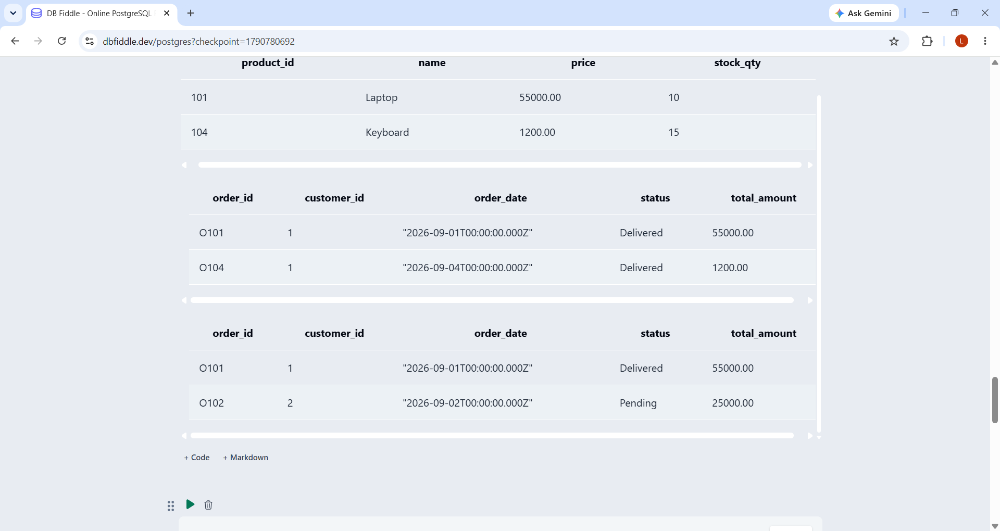 DB Fiddle - Online PostgreSQL
Ask Gemini
dbfiddle.dev/postgres?checkpoint=1790780692
L
product_id name price stock_qty
101 Laptop 55000.00 10
104 Keyboard 1200.00 15
order_id customer_id order_date status total_amount
O101 1 "2026-09-01T00:00:00.000Z" Delivered 55000.00
O104 1 "2026-09-04T00:00:00.000Z" Delivered 1200.00
order_id customer_id order_date status total_amount
O101 1 "2026-09-01T00:00:00.000Z" Delivered 55000.00
O102 2 "2026-09-02T00:00:00.000Z" Pending 25000.00
+ Code + Markdown